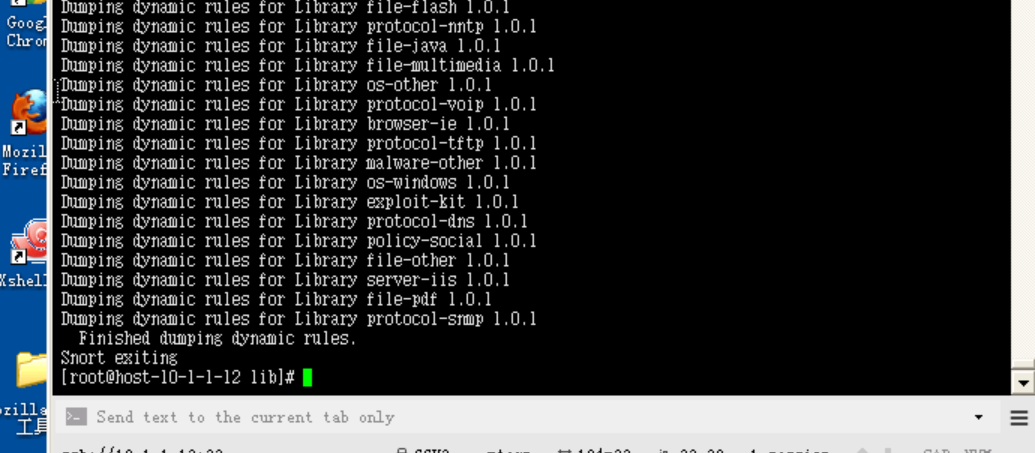 Googl
Chrom
Dumping dynamic rules for Library file-flash 1.0.1
Dumping dynamic rules for Library protocol-nntp 1.0.1
Dumping dynamic rules for Library file-java 1.0.1
Dumping dynamic rules for Library file-multimedia 1.0.1
Dumping dynamic rules for Library os-other 1.0.1
Dumping dynamic rules for Library protocol-voip 1.0.1
Dumping dynamic rules for Library browser-ie 1.0.1
Dumping dynamic rules for Library protocol-tftp 1.0.1
Dumping dynamic rules for Library malware-other 1.0.1
Dumping dynamic rules for Library os-windows 1.0.1
Dumping dynamic rules for Library exploit-kit 1.0.1
Dumping dynamic rules for Library protocol-dns 1.0.1
Dumping dynamic rules for Library policy-social 1.0.1
Dumping dynamic rules for Library file-other 1.0.1
Dumping dynamic rules for Library server-iis 1.0.1
Dumping dynamic rules for Library file-pdf 1.0.1
Dumping dynamic rules for Library protocol-snmp 1.0.1
Finished dumping dynamic rules.
Snort exiting
[root@host-10-1-1-12 lib]#
Mozil
Firef
Xshell
zilla
工具
Send text to the current tab only